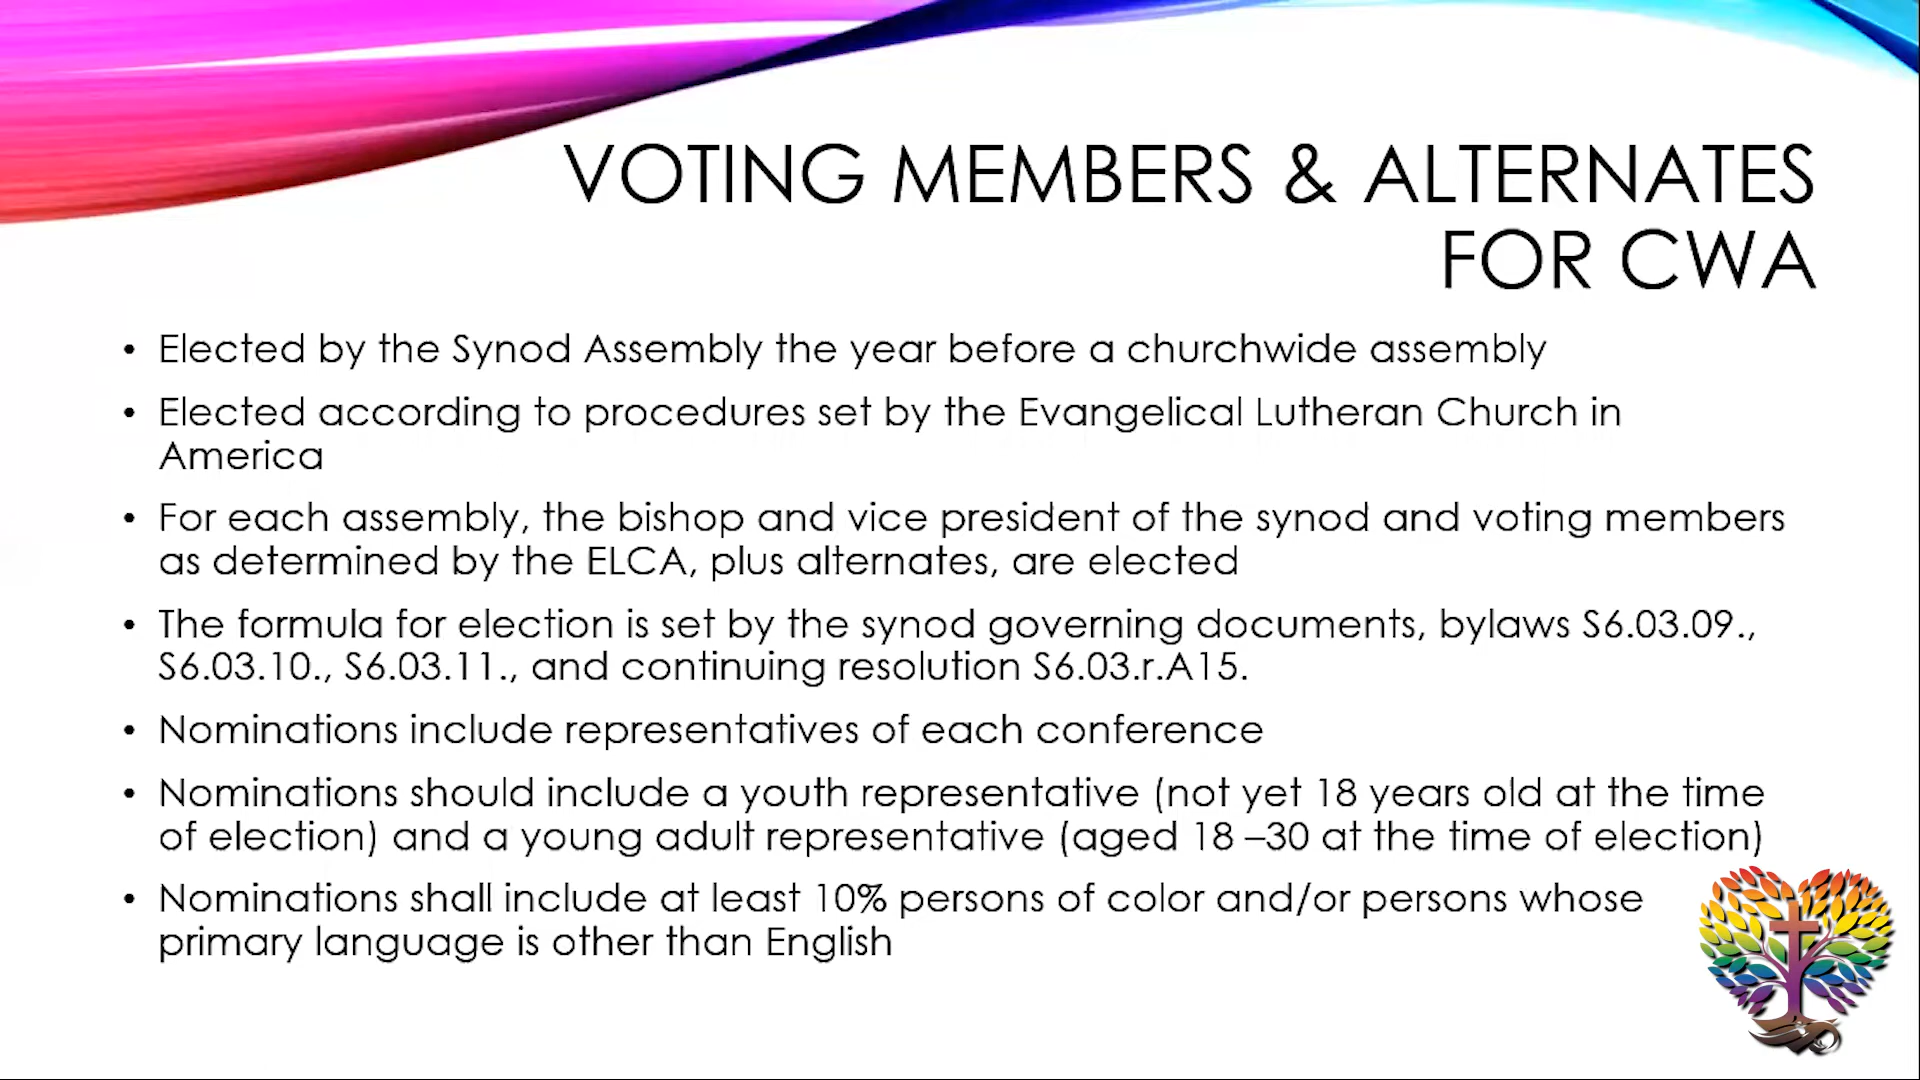 VOTING MEMBERS & ALTERNATES
FOR CWA
• Elected by the Synod Assembly the year before a churchwide assembly
• Elected according to procedures set by the Evangelical Lutheran Church in
America
• For each assembly, the bishop and vice president of the synod and voting members
as determined by the ELCA, plus alternates, are elected
• The formula for election is set by the synod governing documents, bylaws S6.03.09.,
S6.03.10., S6.03.11., and continuing resolution S6.03.r.A15.
• Nominations include representatives of each conference
• Nominations should include a youth representative (not yet 18 years old at the time
of election) and a young adult representative (aged 18 –30 at the time of election)
• Nominations shall include at least 10% persons of color and/or persons whose
primary language is other than English